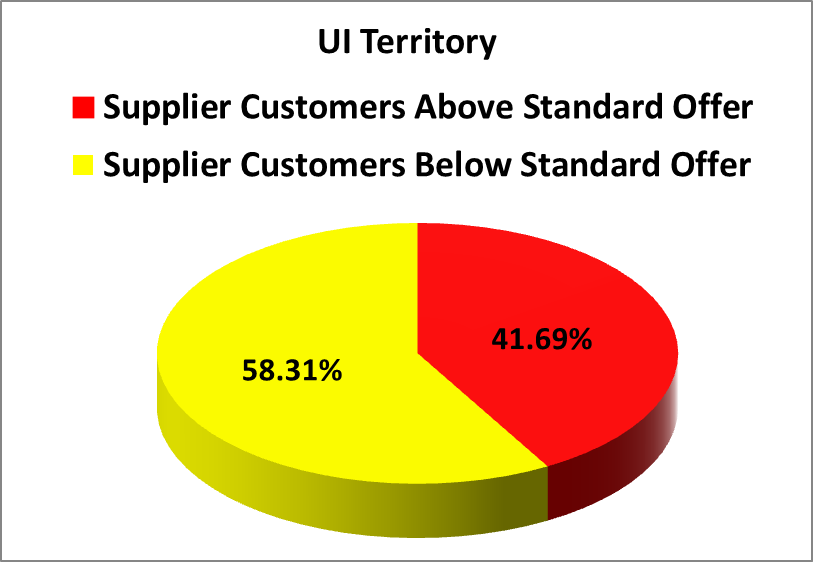 UI Territory
Supplier Customers Above Standard Offer
Supplier Customers Below Standard Offer
41.69%
58.31%